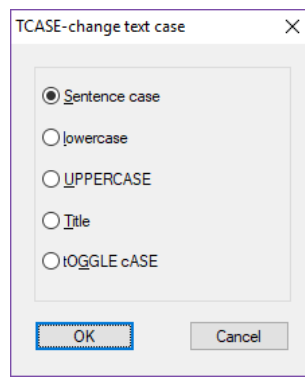 TCASE-change text case
Sentence case
lowercase
UPPERCASE
Title
tOGGLE cASE
OK Cancel